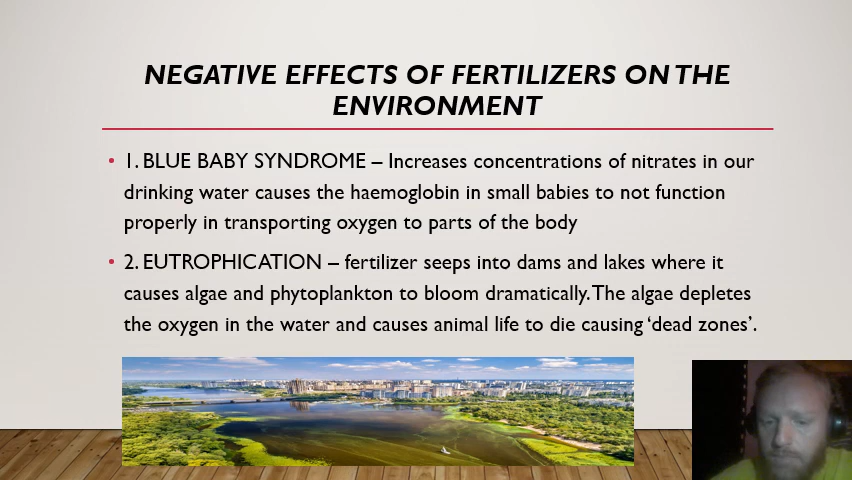 NEGATIVE EFFECTS OF FERTILIZERS ON THE
ENVIRONMENT
• 1. BLUE BABY SYNDROME – Increases concentrations of nitrates in our
drinking water causes the haemoglobin in small babies to not function
properly in transporting oxygen to parts of the body
• 2. EUTROPHICATION – fertilizer seeps into dams and lakes where it
causes algae and phytoplankton to bloom dramatically. The algae depletes
the oxygen in the water and causes animal life to die causing ‘dead zones’.